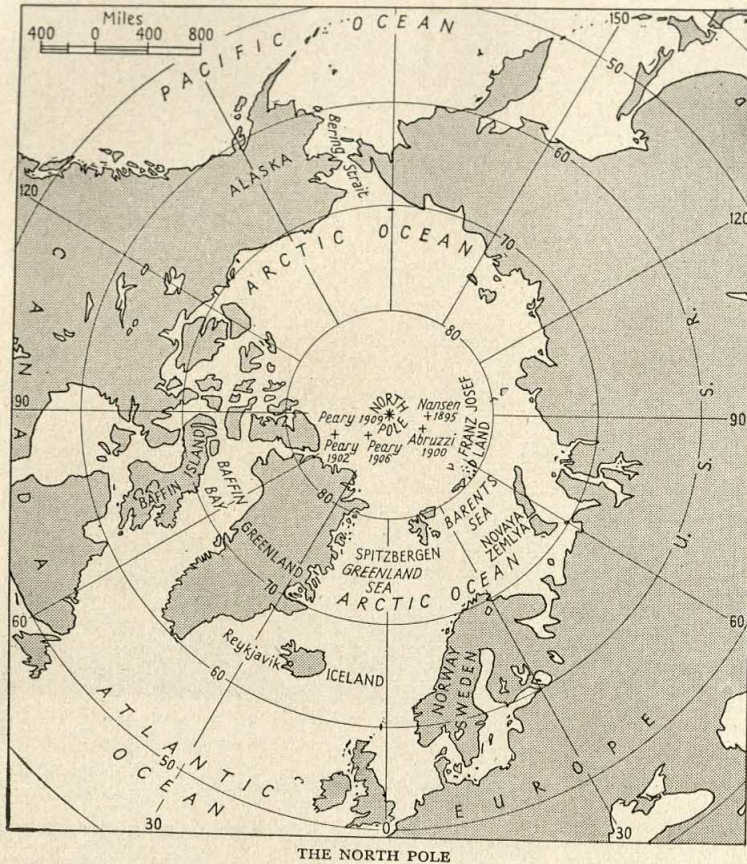 Miles
400 0 400 800
PACIFIC OCEAN
150
50
Bering Strait
ALASKA
60
120
120
ARCTIC OCEAN
70
80
CANADA
U. S. S. R.
90
90
NORTH POLE
Peary 1909
Nansen 1895
Peary 1902
Peary 1906
Abruzzi 1900
FRANZ JOSEF LAND
BAFFIN ISLAND
BAFFIN BAY
80
BARENTS SEA
NOVAYA ZEMLYA
GREENLAND
SPITZBERGEN
GREENLAND SEA
70
ARCTIC OCEAN
60
60
Reykjavik
ICELAND
60
NORWAY
SWEDEN
ATLANTIC OCEAN
50
EUROPE
30
0
30
THE NORTH POLE